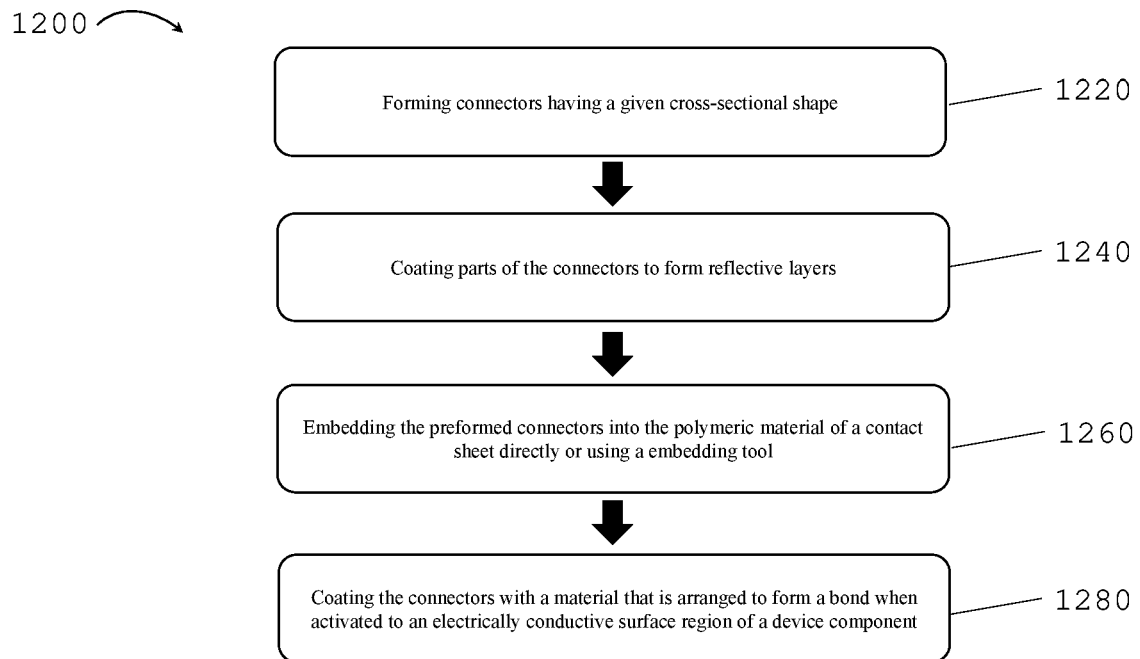 1200
Forming connectors having a given cross-sectional shape
1220
Coating parts of the connectors to form reflective layers
1240
Embedding the preformed connectors into the polymeric material of a contact
sheet directly or using a embedding tool
1260
Coating the connectors with a material that is arranged to form a bond when
activated to an electrically conductive surface region of a device component
1280